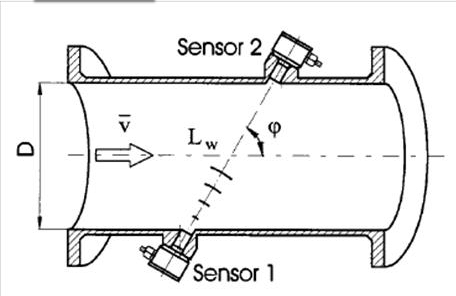 Sensor 2
v̄
L_w
φ
D
Sensor 1